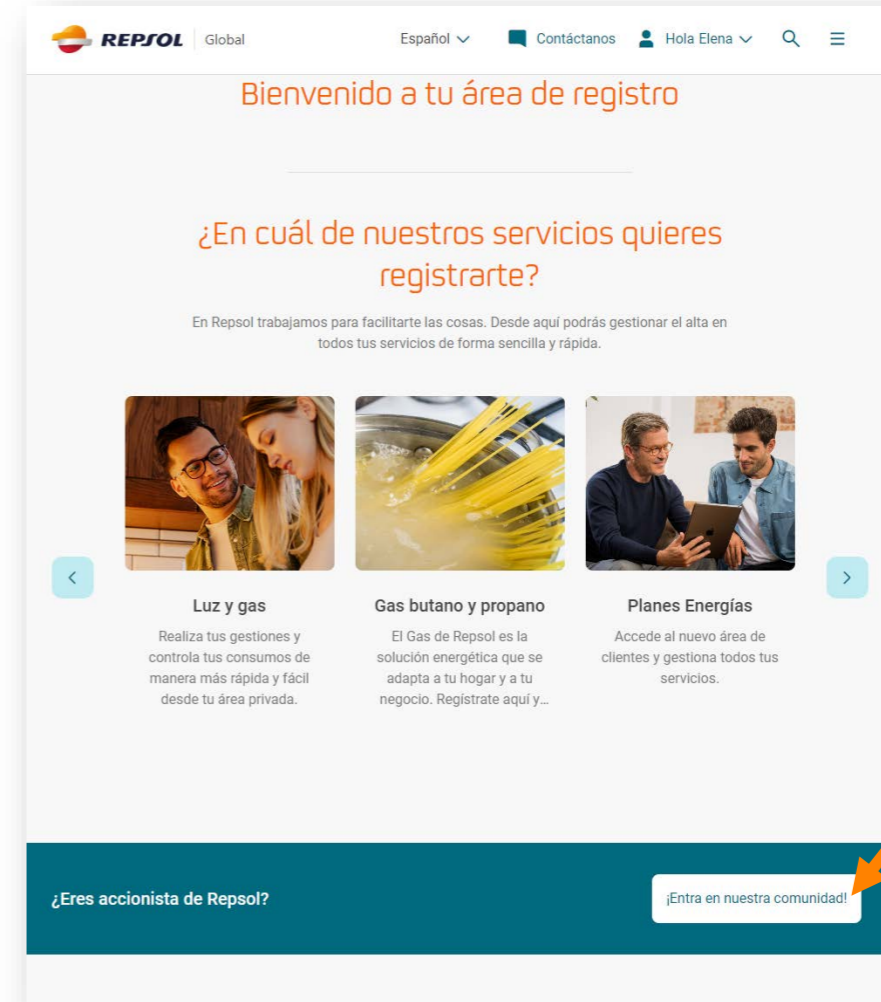 REPSOL Global
Español
Contáctanos
Hola Elena
Bienvenido a tu área de registro
¿En cuál de nuestros servicios quieres
registrarte?
En Repsol trabajamos para facilitarte las cosas. Desde aquí podrás gestionar el alta en
todos tus servicios de forma sencilla y rápida.
Luz y gas
Realiza tus gestiones y
controla tus consumos de
manera más rápida y fácil
desde tu área privada.
Gas butano y propano
El Gas de Repsol es la
solución energética que se
adapta a tu hogar y a tu
negocio. Regístrate aquí y...
Planes Energías
Accede al nuevo área de
clientes y gestiona todos tus
servicios.
¿Eres accionista de Repsol?
¡Entra en nuestra comunidad!